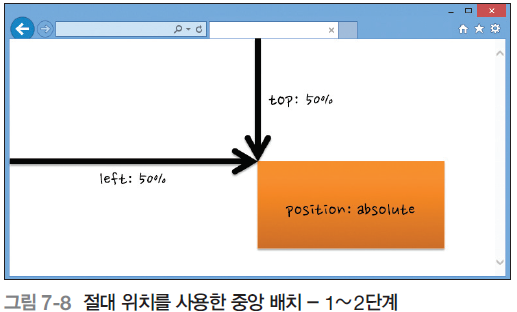 top: 50%
left: 50%
position: absolute
그림 7-8 절대 위치를 사용한 중앙 배치 – 1~2단계